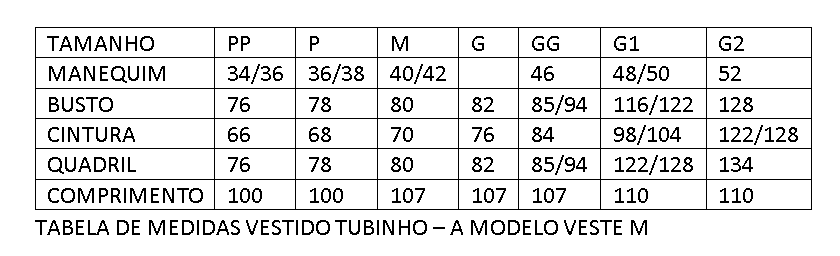 TAMANHO PP P M G GG G1 G2
MANEQUIM 34/36 36/38 40/42 46 48/50 52
BUSTO 76 78 80 82 85/94 116/122 128
CINTURA 66 68 70 76 84 98/104 122/128
QUADRIL 76 78 80 82 85/94 122/128 134
COMPRIMENTO 100 100 107 107 107 110 110
TABELA DE MEDIDAS VESTIDO TUBINHO – A MODELO VESTE M